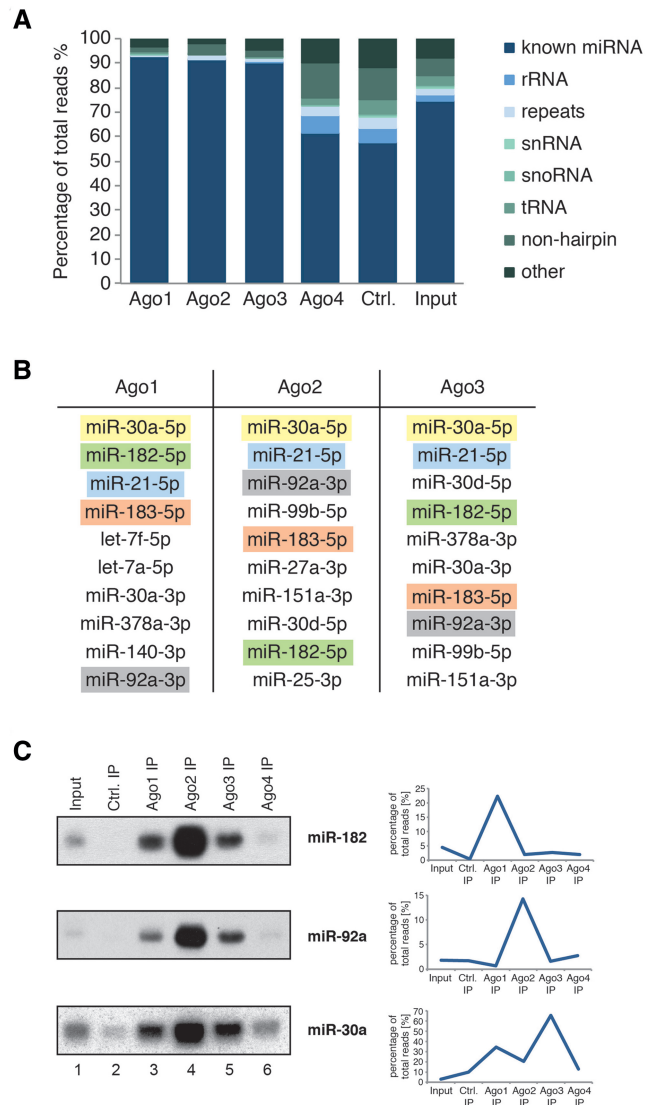 A
Percentage of total reads %
100
90
80
70
60
50
40
30
20
10
0
Ago1 Ago2 Ago3 Ago4 Ctrl. Input
known miRNA
rRNA
repeats
snRNA
snoRNA
tRNA
non-hairpin
other
B
Ago1 Ago2 Ago3
miR-30a-5p miR-30a-5p miR-30a-5p
miR-182-5p miR-21-5p miR-21-5p
miR-21-5p miR-92a-3p miR-30d-5p
miR-183-5p miR-99b-5p miR-182-5p
let-7f-5p miR-183-5p miR-378a-3p
let-7a-5p miR-27a-3p miR-30a-3p
miR-30a-3p miR-151a-3p miR-183-5p
miR-378a-3p miR-30d-5p miR-92a-3p
miR-140-3p miR-182-5p miR-99b-5p
miR-92a-3p miR-25-3p miR-151a-3p
C
Input
Ctrl. IP
Ago1 IP
Ago2 IP
Ago3 IP
Ago4 IP
miR-182
miR-92a
miR-30a
1 2 3 4 5 6
percentage of
total reads [%]
25
20
15
10
5
0
Input Ctrl. Ago1 Ago2 Ago3 Ago4
IP IP IP IP IP
percentage of
total reads [%]
15
10
5
0
Input Ctrl. Ago1 Ago2 Ago3 Ago4
IP IP IP IP IP
percentage of
total reads [%]
70
60
50
40
30
20
10
0
Input Ctrl. Ago1 Ago2 Ago3 Ago4
IP IP IP IP IP